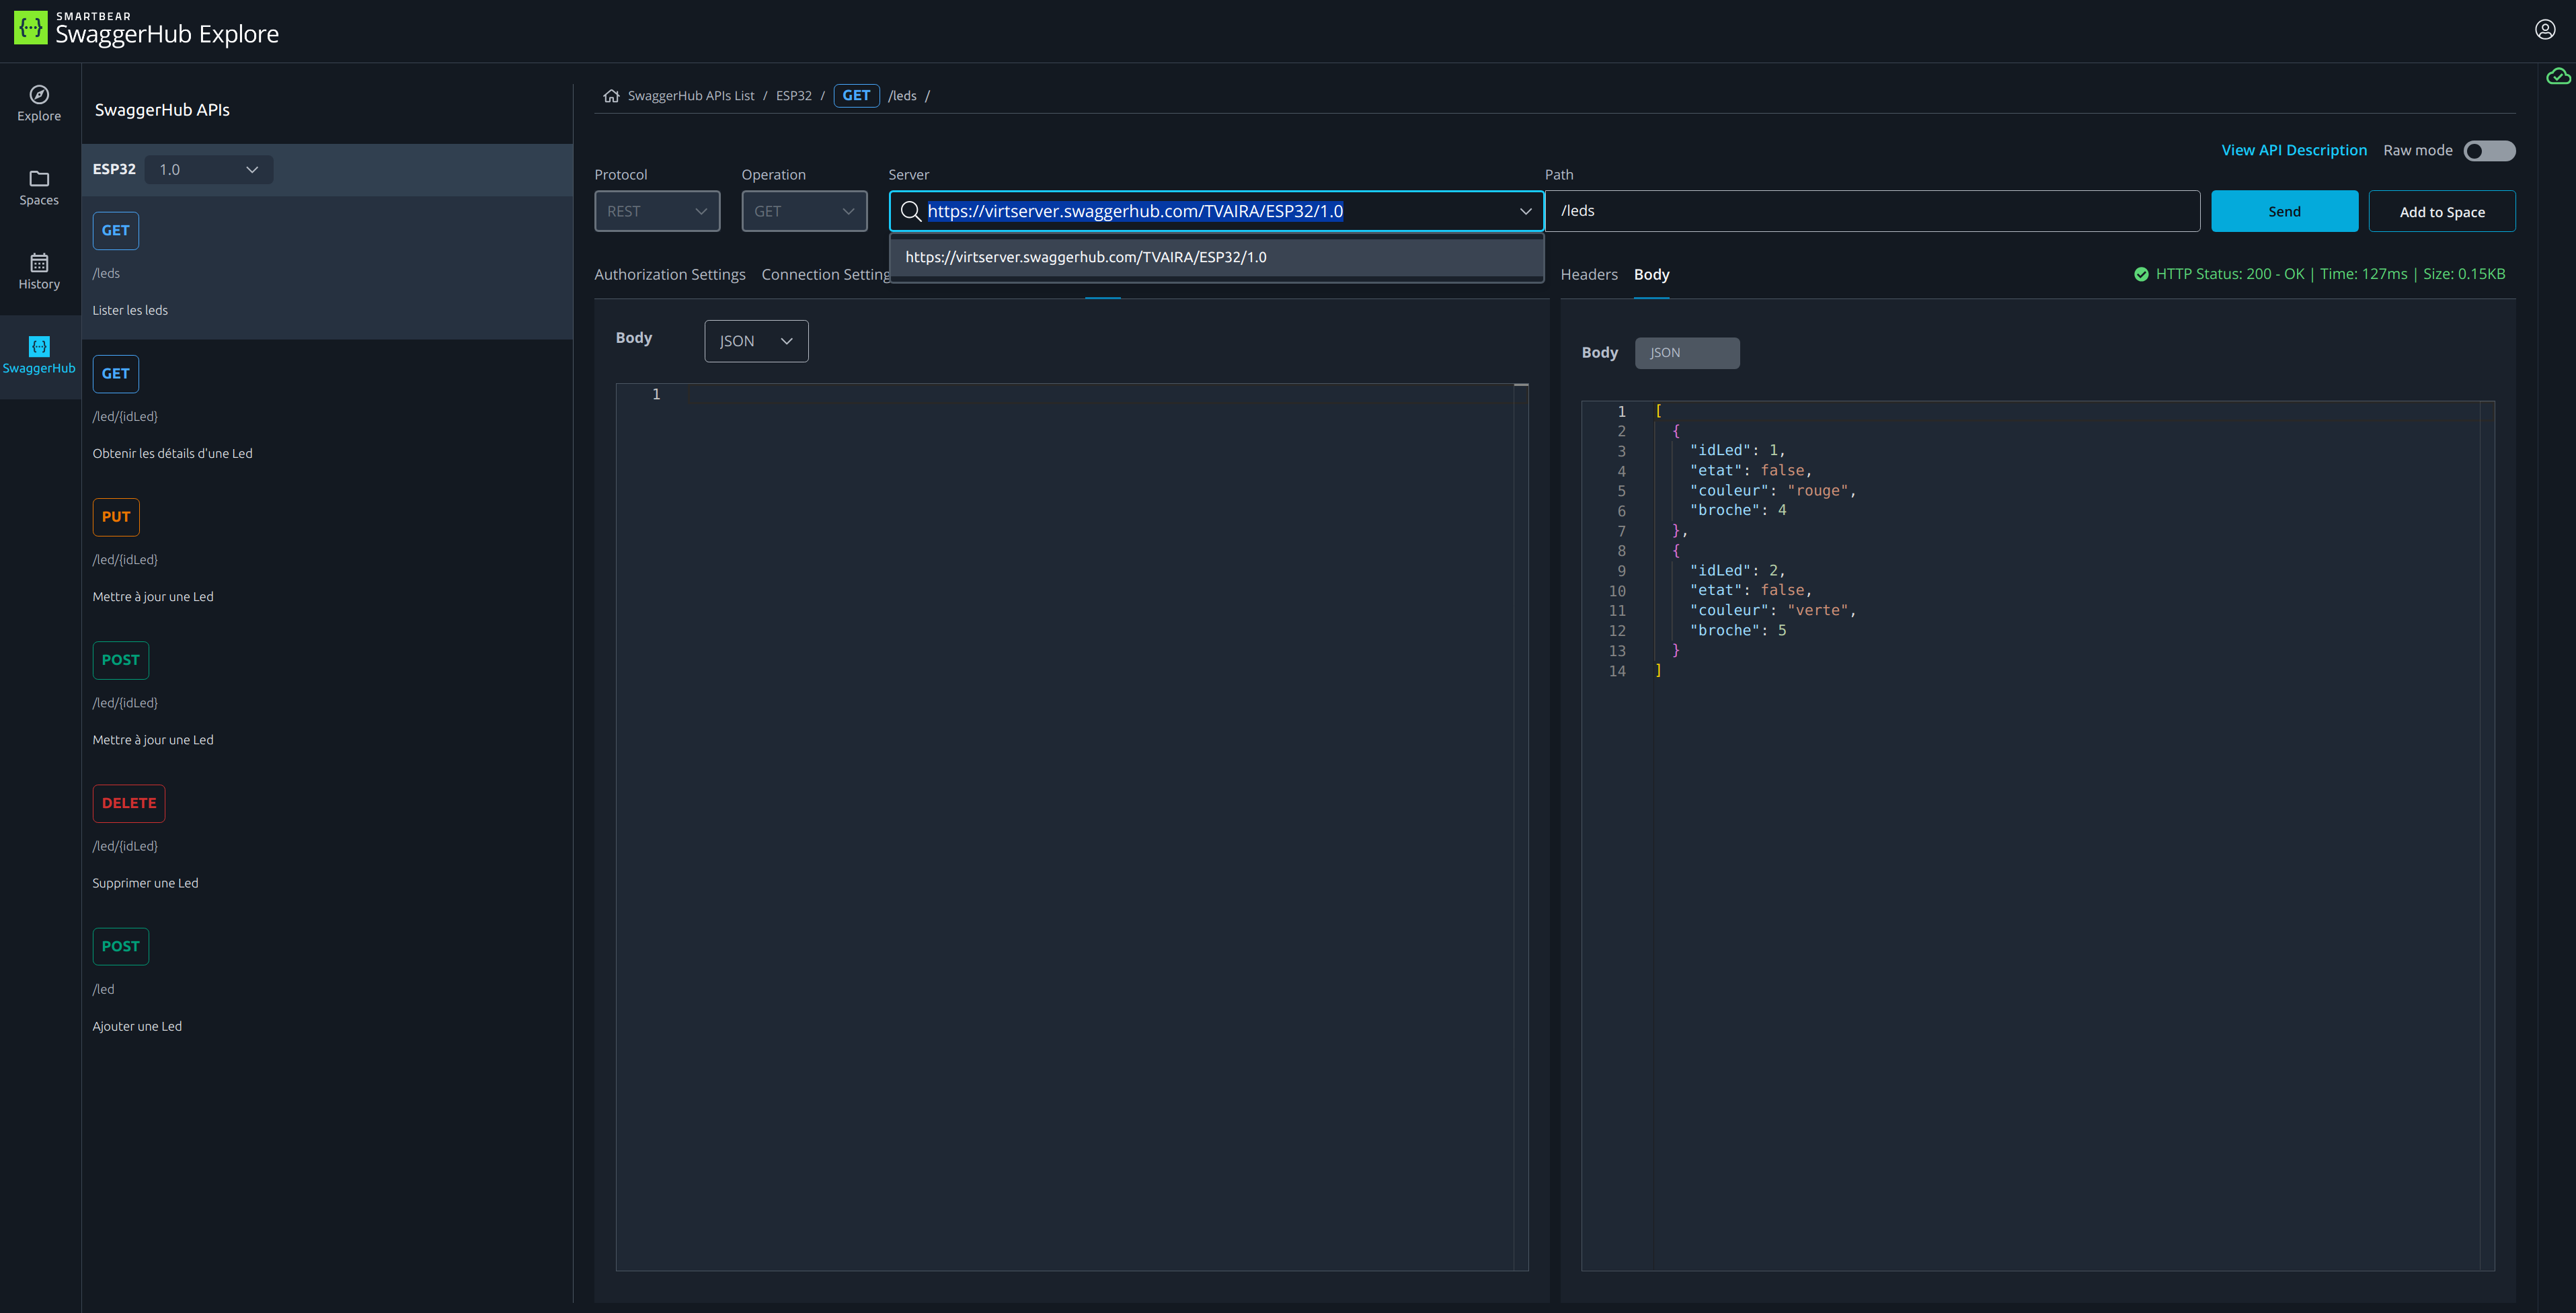 SMARTBEAR
SwaggerHub Explore
Explore
Spaces
History
SwaggerHub
SwaggerHub APIs
ESP32 1.0
GET
/leds
Lister les leds
GET
/led/{idLed}
Obtenir les détails d'une Led
PUT
/led/{idLed}
Mettre à jour une Led
POST
/led/{idLed}
Mettre à jour une Led
DELETE
/led/{idLed}
Supprimer une Led
POST
/led
Ajouter une Led
SwaggerHub APIs List / ESP32 / GET /leds /
View API Description Raw mode
Protocol Operation Server Path
REST GET https://virtserver.swaggerhub.com/TVAIRA/ESP32/1.0 /leds Send Add to Space
https://virtserver.swaggerhub.com/TVAIRA/ESP32/1.0
Authorization Settings Connection Setting Headers Body HTTP Status: 200 - OK | Time: 127ms | Size: 0.15KB
Body JSON
1
Body JSON
1 [
2 {
3 "idLed": 1,
4 "etat": false,
5 "couleur": "rouge",
6 "broche": 4
7 },
8 {
9 "idLed": 2,
10 "etat": false,
11 "couleur": "verte",
12 "broche": 5
13 }
14 ]